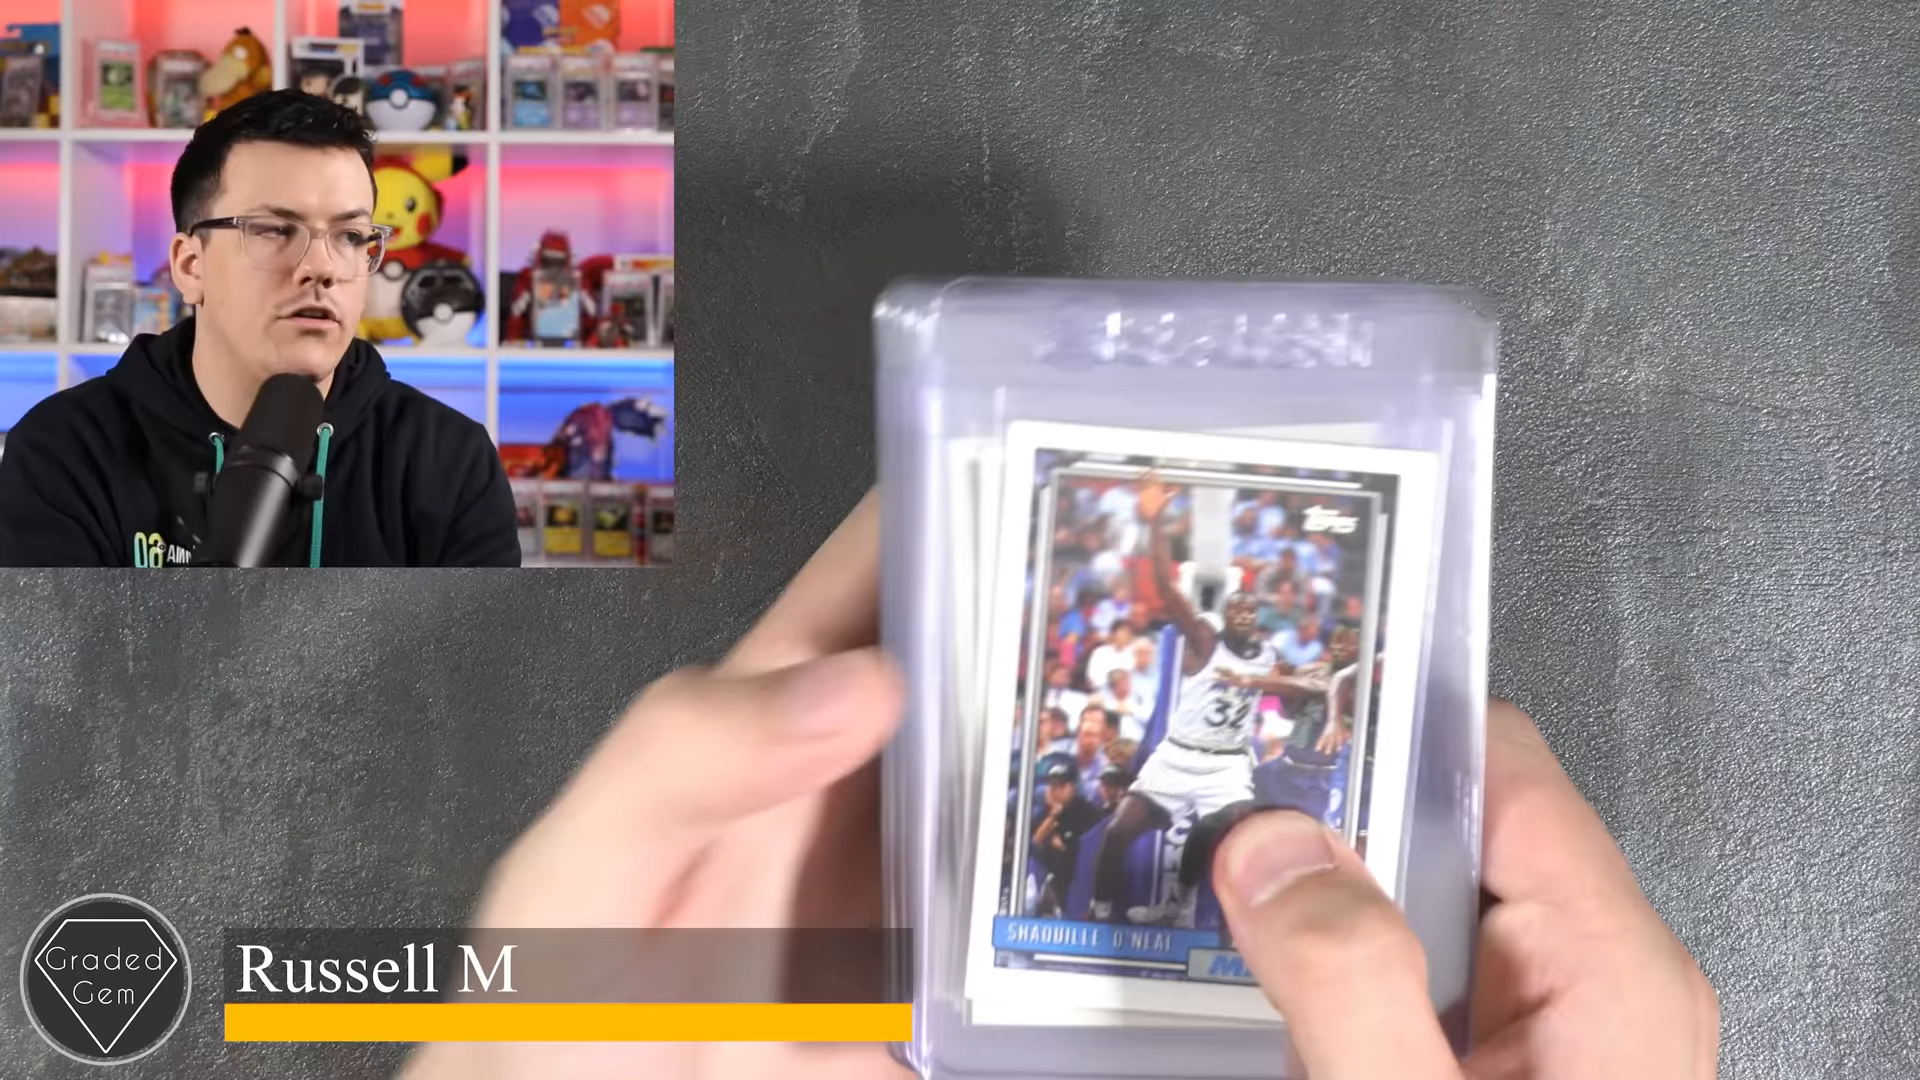 TOPPS
32
SHAQUILLE O'NEAL
Graded
Gem
Russell M